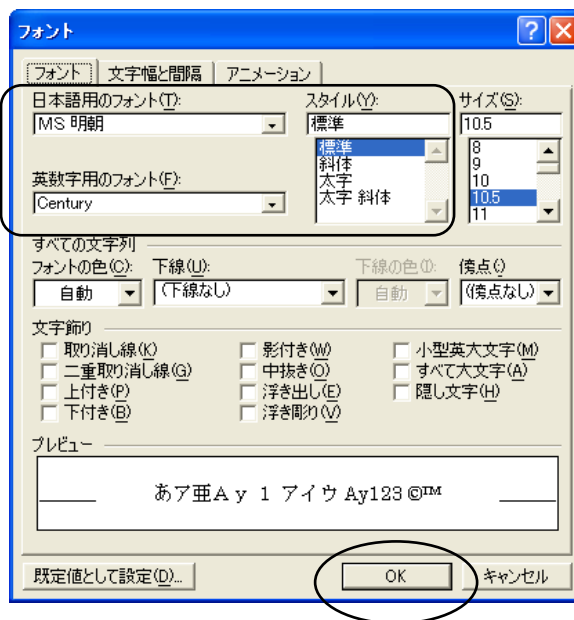 フォント
フォント 文字幅と間隔 アニメーション
日本語用のフォント(T): スタイル(Y): サイズ(S):
MS 明朝 標準 10.5
標準 8
斜体 9
太字 10
太字 斜体 10.5
11
英数字用のフォント(F):
Century
すべての文字列
フォントの色(C): 下線(U): 下線の色(I): 傍点(·)
自動 (下線なし) 自動 (傍点なし)
文字飾り
取り消し線(K) 影付き(W) 小型英大文字(M)
二重取り消し線(G) 中抜き(O) すべて大文字(A)
上付き(P) 浮き出し(E) 隠し文字(H)
下付き(B) 浮き彫り(V)
プレビュー
あア亜Ａｙ １ アイウ Ay123 ©™
既定値として設定(D)... OK キャンセル